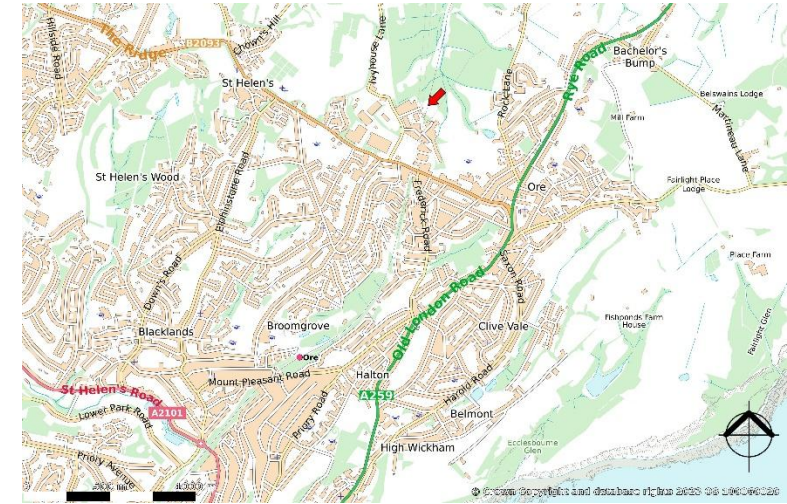 Hillside Road
The Ridge
B2093
Chown's Hill
Ivyhouse Lane
St Helen's
Rock Lane
Rye Road
Bachelor's
Bump
Belswains Lodge
Martineau Lane
Mill Farm
St Helen's Wood
Elphinstone Road
Frederick Road
Ore
Fairlight Place
Lodge
Saxon Road
Place Farm
Down's Road
Old London Road
Blacklands
Broomgrove
Clive Vale
Fishponds Farm
House
Fairlight Glen
Ore
Mount Pleasant Road
Halton
St Helen's Road
A2101
A259
Harold Road
Lower Park Road
Priory Road
Belmont
High Wickham
Ecclesbourne
Glen
Priory Avenue
© Crown copyright and database rights 2023 OS